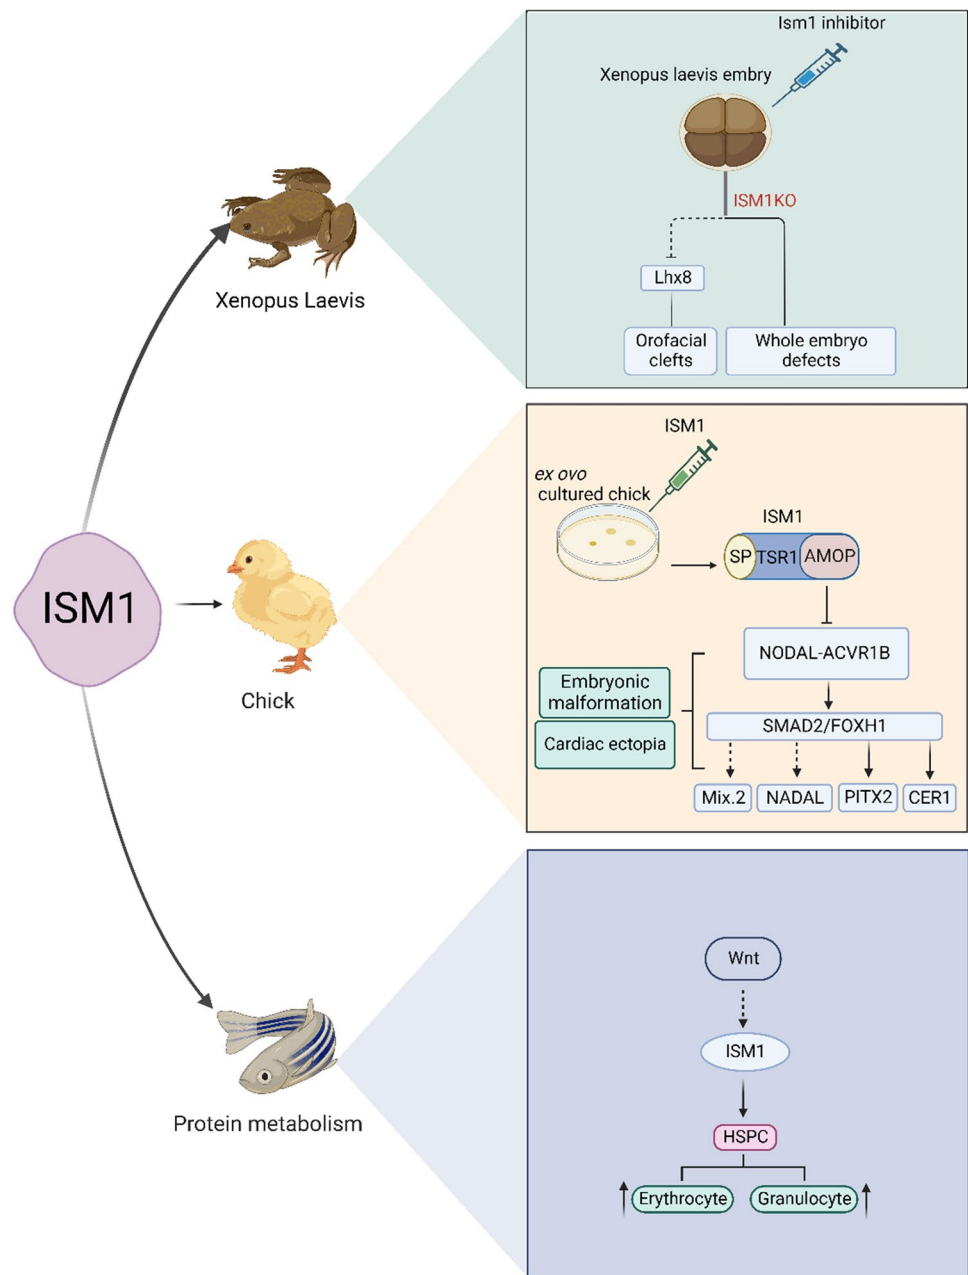 Ism1 inhibitor
Xenopus laevis embry
ISM1KO
Lhx8
Orofacial
clefts
Whole embryo
defects
Xenopus Laevis
ISM1
ex ovo
cultured chick
ISM1
SP
TSR1
AMOP
NODAL-ACVR1B
Embryonic
malformation
Cardiac ectopia
SMAD2/FOXH1
Mix.2
NADAL
PITX2
CER1
ISM1
Chick
Wnt
ISM1
HSPC
Erythrocyte
Granulocyte
Protein metabolism